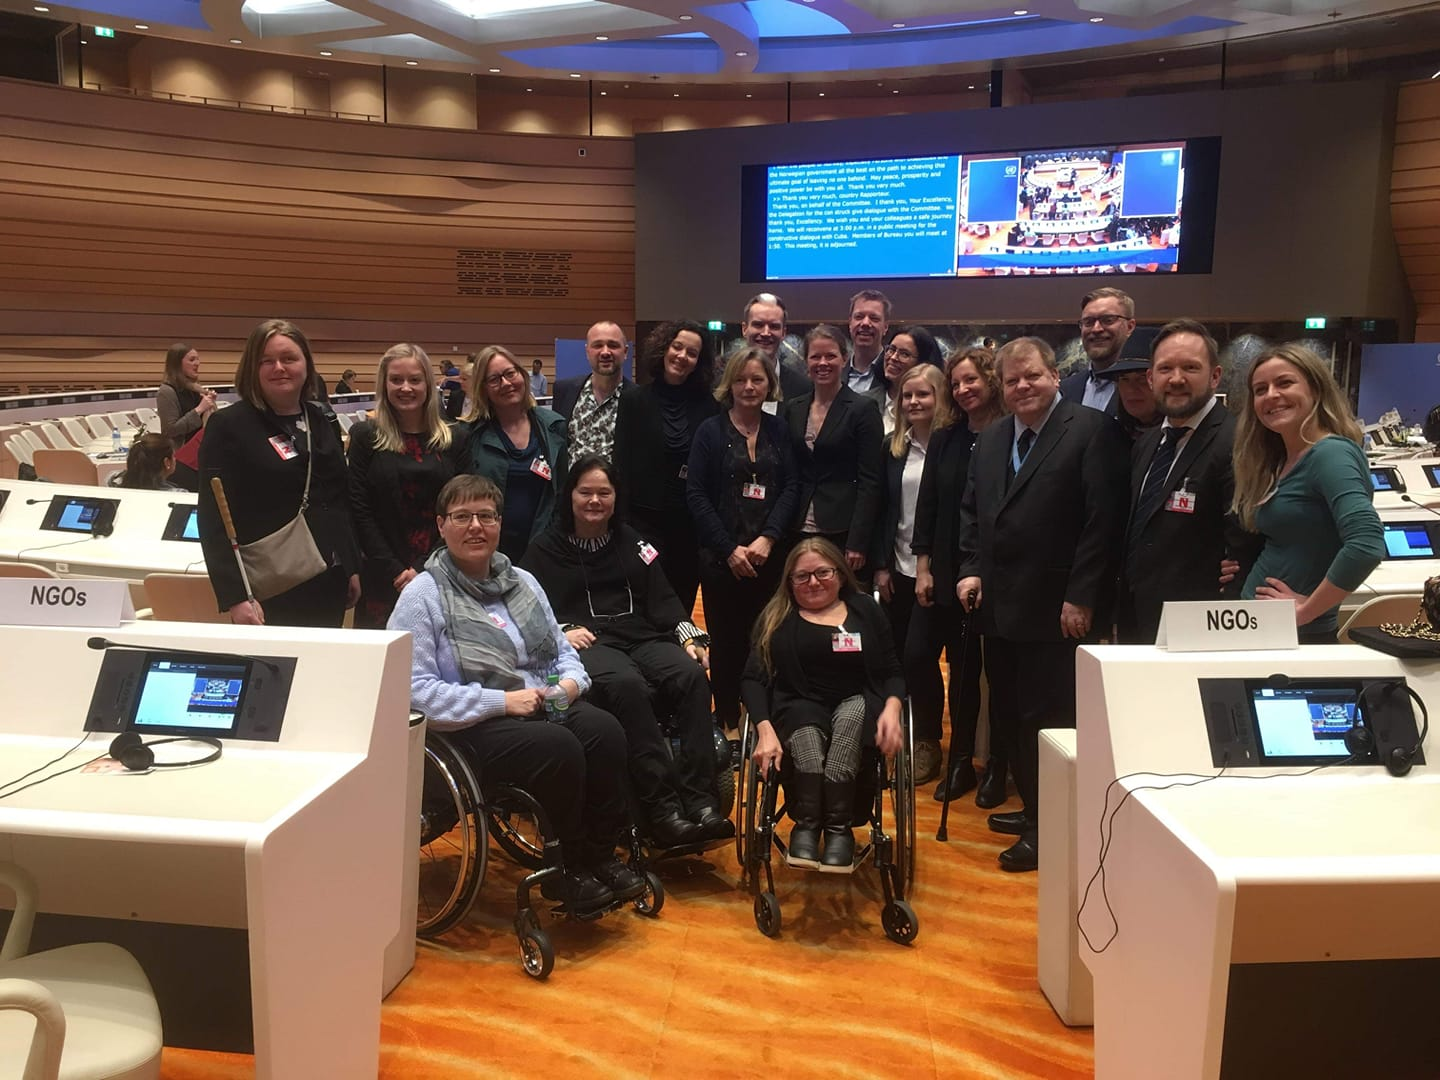 the Norwegian government all the best on the path to achieving this
ultimate goal of leaving no one behind. May peace, prosperity and
positive power be with you all. Thank you very much.
>> Thank you very much, country Rapporteur.
Thank you, on behalf of the Committee. I thank you, Your Excellency,
the Delegation for the con struck give dialogue with the Committee. We
thank you, Excellency. We wish you and your colleagues a safe journey
home. We will reconvene at 3:00 p.m. in a public meeting for the
constructive dialogue with Cuba. Members of Bureau you will meet at
1:50. This meeting, it is adjourned.
NGOs
NGOs
N
N
N
N
N
N